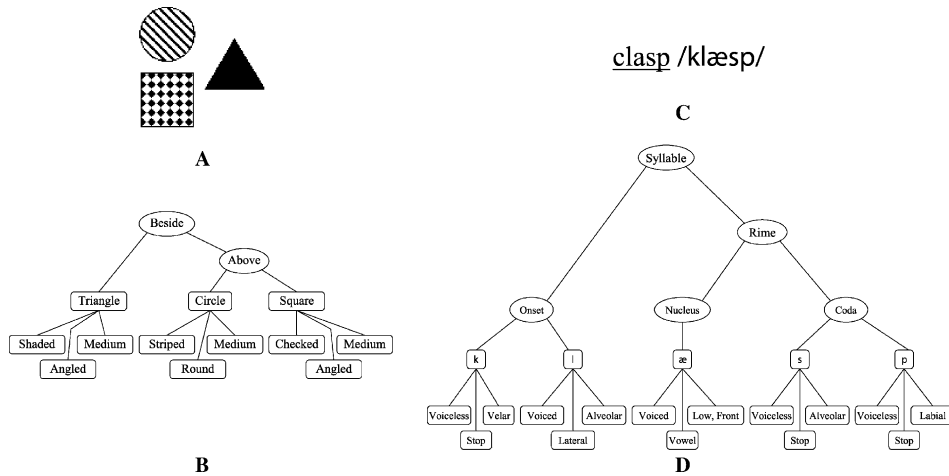 clasp /klæsp/
A
C
Syllable
Beside
Rime
Above
Triangle Circle Square
Onset Nucleus Coda
Shaded Medium Striped Medium Checked Medium
Angled Round Angled
k l æ s p
Voiceless Velar Voiced Alveolar Voiced Low, Front Voiceless Alveolar Voiceless Labial
Stop Lateral Vowel Stop Stop
B D